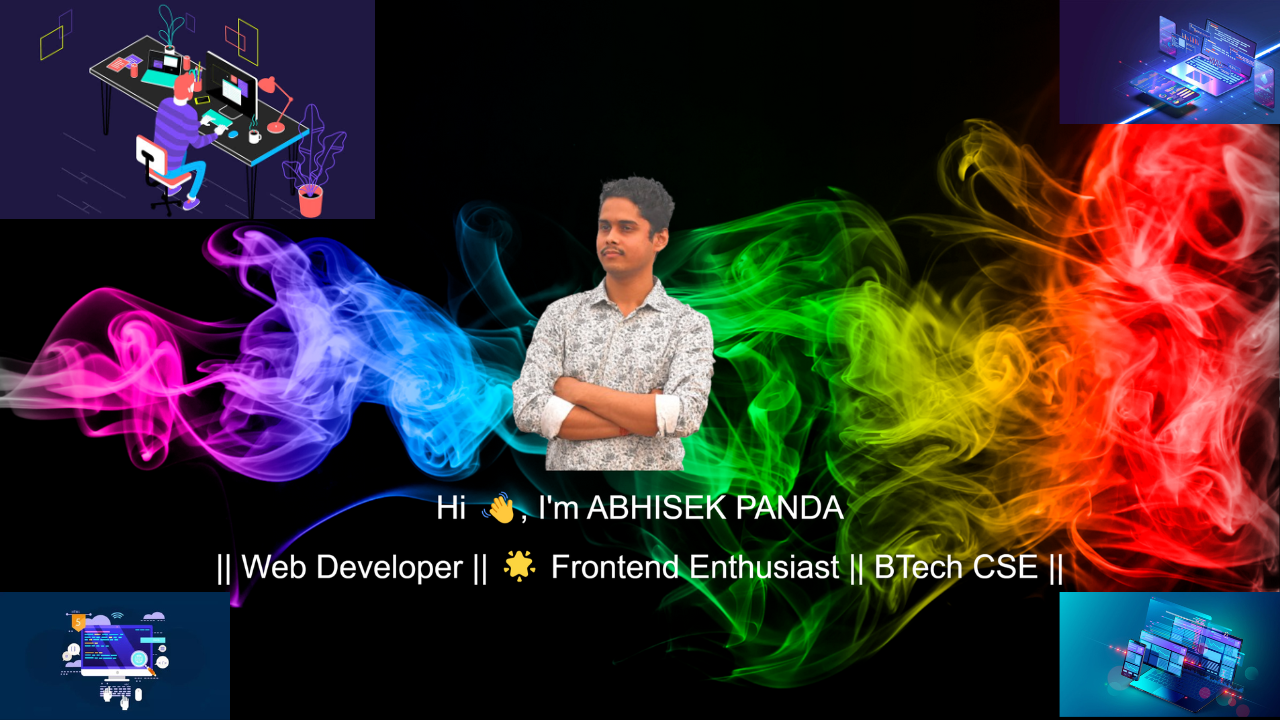 Hi 👋, I'm ABHISEK PANDA
|| Web Developer || 🌟 Frontend Enthusiast || BTech CSE ||